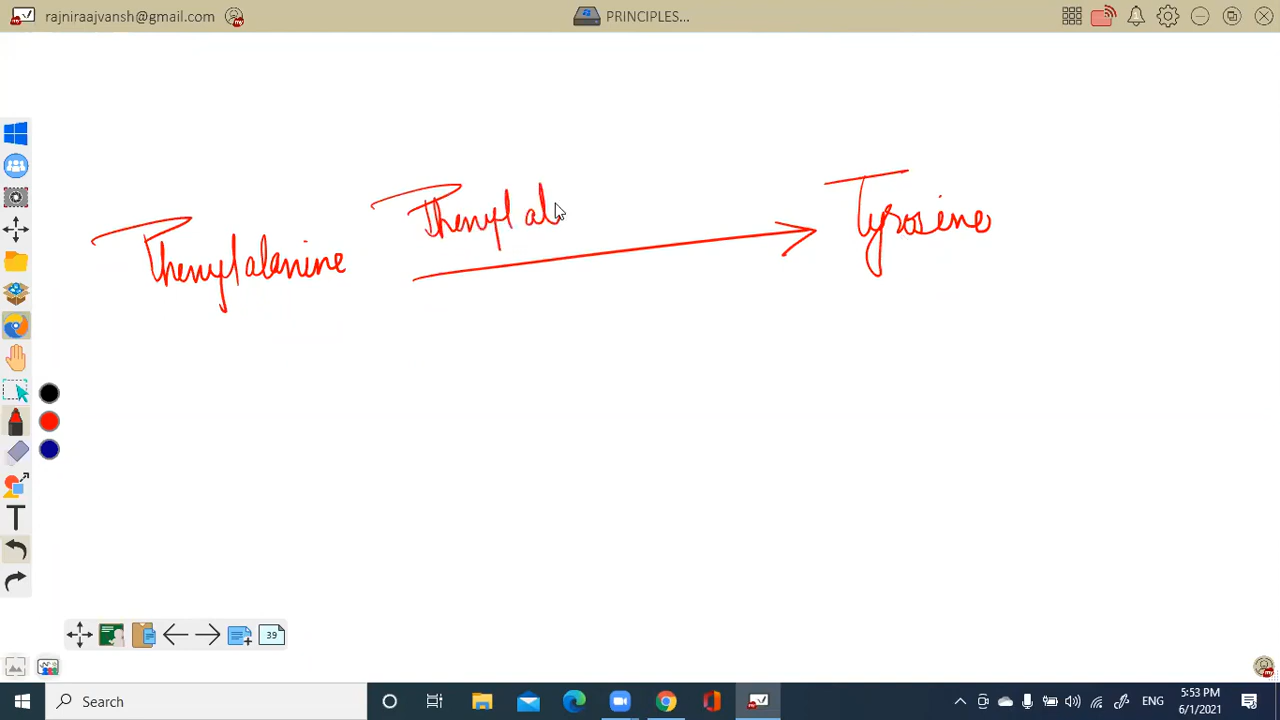 rajniraajvansh@gmail.com PRINCIPLES...
Phenylalanine Phenyl al Tyrosine
T
39
Search ENG 5:53 PM
6/1/2021